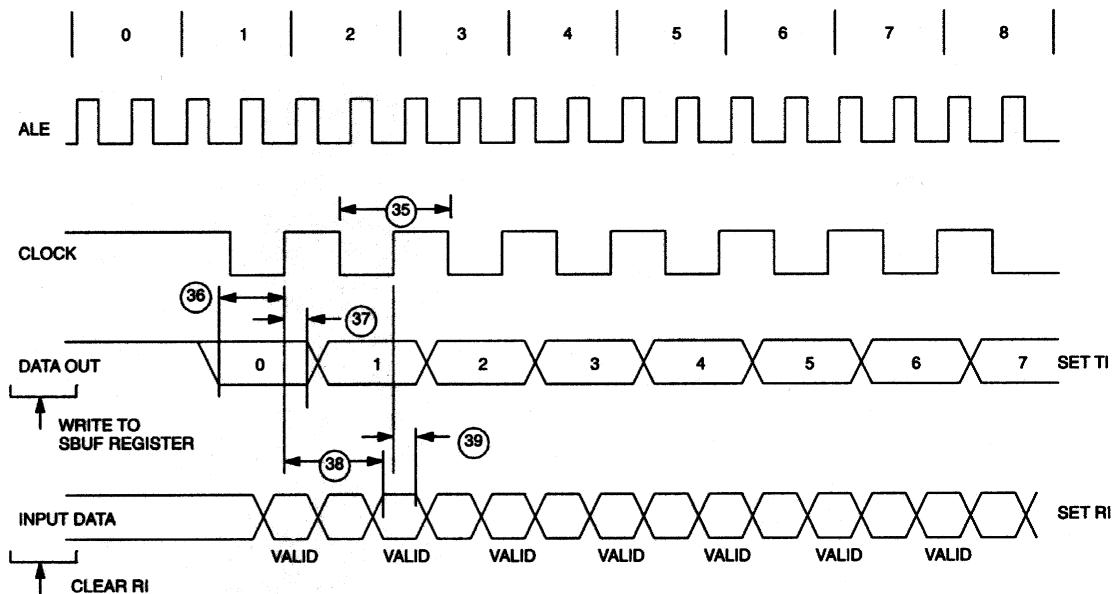 0 1 2 3 4 5 6 7 8
ALE
35
CLOCK
36
37
DATA OUT 0 1 2 3 4 5 6 7 SET TI
WRITE TO
SBUF REGISTER
39
38
INPUT DATA SET RI
VALID VALID VALID VALID VALID VALID VALID
CLEAR RI